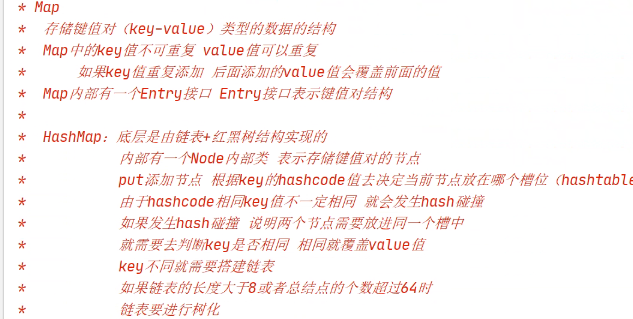 * Map
* 存储键值对（key-value）类型的数据的结构
* Map中的key值不可重复 value值可以重复
* 如果key值重复添加 后面添加的value值会覆盖前面的值
* Map内部有一个Entry接口 Entry接口表示键值对结构
*
* HashMap: 底层是由链表+红黑树结构实现的
* 内部有一个Node内部类 表示存储键值对的节点
* put添加节点 根据key的hashcode值去决定当前节点放在哪个槽位（hashtable
* 由于hashcode相同key值不一定相同 就会发生hash碰撞
* 如果发生hash碰撞 说明两个节点需要放进同一个槽中
* 就需要去判断key是否相同 相同就覆盖value值
* key不同就需要搭建链表
* 如果链表的长度大于8或者总结点的个数超过64时
* 链表要进行树化